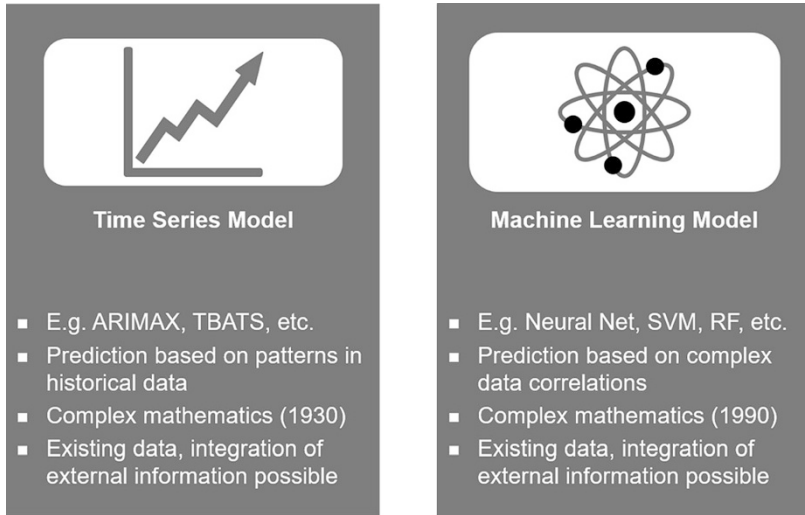 Time Series Model
■ E.g. ARIMAX, TBATS, etc.
■ Prediction based on patterns in
historical data
■ Complex mathematics (1930)
■ Existing data, integration of
external information possible
Machine Learning Model
■ E.g. Neural Net, SVM, RF, etc.
■ Prediction based on complex
data correlations
■ Complex mathematics (1990)
■ Existing data, integration of
external information possible